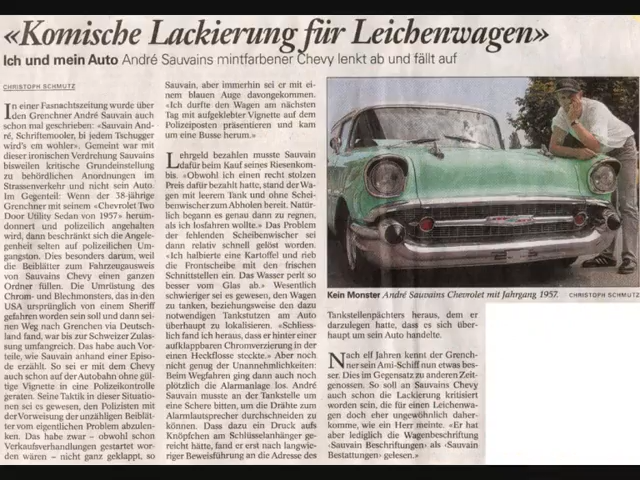 «Komische Lackierung für Leichenwagen»
Ich und mein Auto André Sauvains mintfarbener Chevy lenkt ab und fällt auf
CHRISTOPH SCHMUTZ
In einer Fasnachtzeitung wurde über
den Grenchner André Sauvain auch
schon mal geschrieben: «Sauvain And-
ré, Schriftemooler, bi jedem Tschugger
wird's em wohler». Gemeint war mit
dieser ironischen Verdrehung Sauvains
bisweilen kritische Grundeinstellung
zu behördlichen Anordnungen im
Strassenverkehr und nicht sein Auto.
Im Gegenteil: Wenn der 38-jährige
Grenchner mit seinem «Chevrolet Two
Door Utility Sedan von 1957» herum-
donnert und polizeilich angehalten
wird, dann beschränkt sich die Angele-
genheit selten auf polizeilichen Um-
gangston. Dies besonders darum, weil
die Beiblätter zum Fahrzeugausweis
von Sauvains Chevy einen ganzen
Ordner füllen. Die Umrüstung des
Chrom- und Blechmonsters, das in den
USA ursprünglich von einem Sheriff
gefahren worden sein soll und dann sei-
nen Weg nach Grenchen via Deutsch-
land fand, war bis zur Schweizer Zulas-
sung umfangreich. Das habe auch Vor-
teile, wie Sauvain anhand einer Episo-
de erzählt. So sei er mit dem Chevy
auch schon auf der Autobahn ohne gül-
tige Vignette in eine Polizeikontrolle
geraten. Seine Taktik in dieser Situatio-
nen sei es gewesen, den Polizisten mit
der Vorweisung der unzähligen Beiblät-
ter vom eigentlichen Problem abzulen-
ken. Das habe zwar – obwohl schon
Verkaufsverhandlungen gestartet wor-
den wären – nicht ganz geklappt, so
Sauvain, aber immerhin sei er mit ei-
nem blauen Auge davongekommen.
«Ich durfte den Wagen am nächsten
Tag mit aufgeklebter Vignette auf dem
Polizeiposten präsentieren und kam
um eine Busse herum.»
Lehrgeld bezahlen musste Sauvain
dafür beim Kauf seines Riesenkom-
bis. «Obwohl ich einen recht stolzen
Preis dafür bezahlt hatte, stand der Wa-
gen mit leerem Tank und ohne Schei-
benwischer zum Abholen bereit. Natür-
lich begann es genau dann zu regnen,
als ich losfahren wollte.» Das Problem
der fehlenden Scheibenwischer sei
dann relativ schnell gelöst worden.
«Ich halbierte eine Kartoffel und rieb
die Frontscheibe mit den frischen
Schnittstellen ein. Das Wasser perlt so
besser vom Glas ab.» Wesentlich
schwieriger sei es gewesen, den Wagen
zu tanken, beziehungsweise den dazu
notwendigen Tankstutzen am Auto
überhaupt zu lokalisieren. «Schliess-
lich fand ich heraus, dass er hinter einer
aufklappbaren Chromverzierung in der
einen Heckflosse steckte.» Aber noch
nicht genug der Unannehmlichkeiten:
Beim Wegfahren ging dann auch noch
plötzlich die Alarmanlage los. André
Sauvain musste an der Tankstelle um
eine Schere bitten, um die Drähte zum
Alarmlautsprecher durchschneiden zu
können. Dass dazu ein Druck aufs
Knöpfchen am Schlüsselanhänger ge-
reicht hätte, fand er erst nach langwie-
riger Beweisführung an die Adresse des
Kein Monster André Sauvains Chevrolet mit Jahrgang 1957. CHRISTOPH SCHMUTZ
Tankstellenpächters heraus, dem er
darzulegen hatte, dass es sich über-
haupt um sein Auto handelte.
Nach elf Jahren kennt der Grench-
ner sein Ami-Schiff nun etwas bes-
ser. Dies im Gegensatz zu anderen Zeit-
genossen. So soll an Sauvains Chevy
auch schon die Lackierung kritisiert
worden sein, die für einen Leichenwa-
gen doch eher ungewöhnlich daher-
komme, wie ein Herr meinte. «Er hat
aber lediglich die Wagenbeschriftung
‹Sauvain Beschriftungen› als ‹Sauvain
Bestattungen› gelesen.»